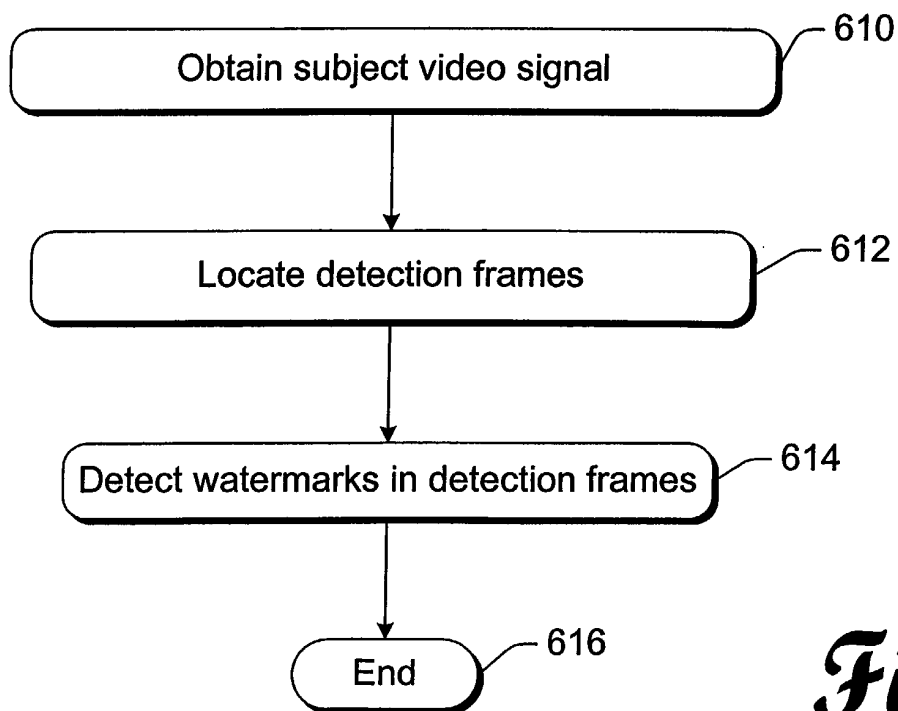 Obtain subject video signal
610
Locate detection frames
612
Detect watermarks in detection frames
614
End
616